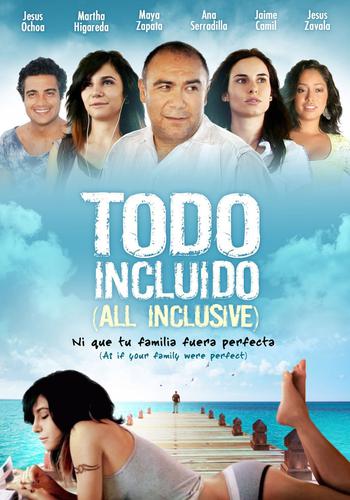 Jesus Ochoa
Martha Higareda
Maya Zapata
Ana Serradilla
Jaime Camil
Jesus Zavala
TODO
INCLUIDO
(ALL INCLUSIVE)
Ni que tu familia fuera perfecta
(As if your family were perfect)